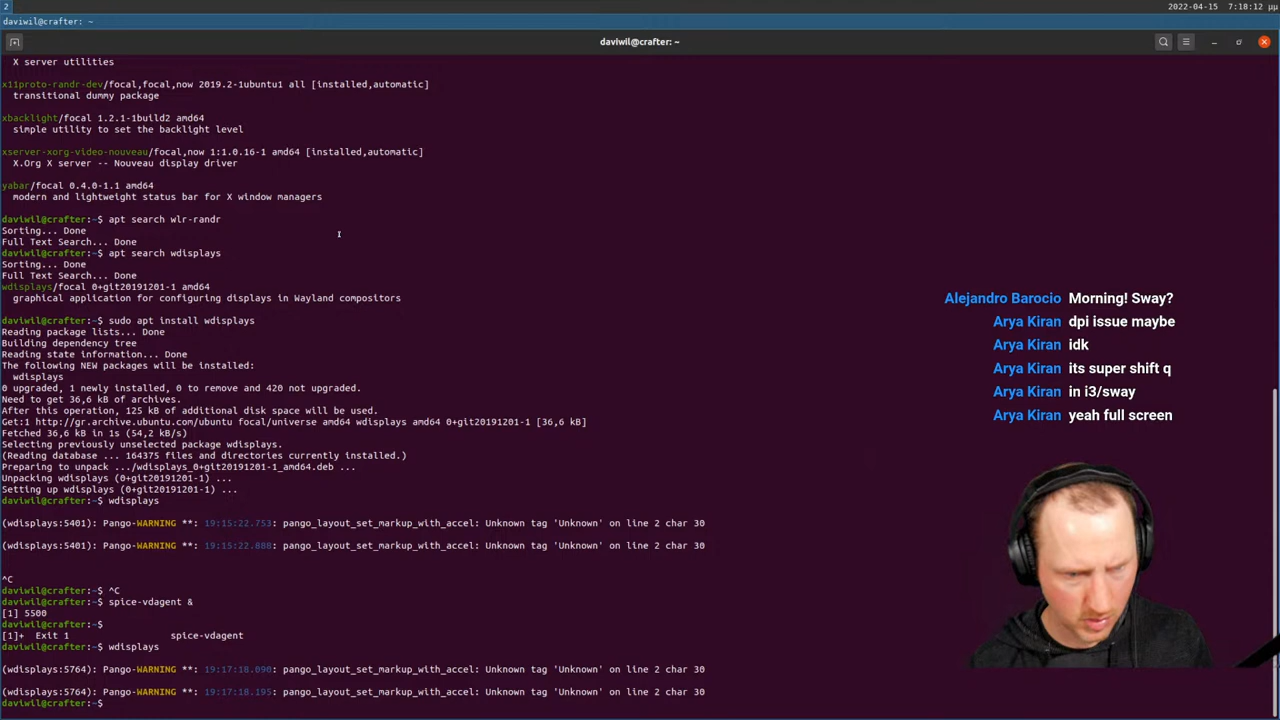 2
2022-04-15 7:18:12 μμ
daviwil@crafter: ~
daviwil@crafter: ~
X server utilities
x11proto-randr-dev/focal,focal,now 2019.2-1ubuntu1 all [installed,automatic]
transitional dummy package
xbacklight/focal 1.2.1-1build2 amd64
simple utility to set the backlight level
xserver-xorg-video-nouveau/focal,now 1:1.0.16-1 amd64 [installed,automatic]
X.Org X server -- Nouveau display driver
yabar/focal 0.4.0-1.1 amd64
modern and lightweight status bar for X window managers
daviwil@crafter:~$ apt search wlr-randr
Sorting... Done
Full Text Search... Done
daviwil@crafter:~$ apt search wdisplays
Sorting... Done
Full Text Search... Done
wdisplays/focal 0+git20191201-1 amd64
graphical application for configuring displays in Wayland compositors
daviwil@crafter:~$ sudo apt install wdisplays
Reading package lists... Done
Building dependency tree
Reading state information... Done
The following NEW packages will be installed:
wdisplays
0 upgraded, 1 newly installed, 0 to remove and 420 not upgraded.
Need to get 36,6 kB of archives.
After this operation, 125 kB of additional disk space will be used.
Get:1 http://gr.archive.ubuntu.com/ubuntu focal/universe amd64 wdisplays amd64 0+git20191201-1 [36,6 kB]
Fetched 36,6 kB in 1s (54,2 kB/s)
Selecting previously unselected package wdisplays.
(Reading database ... 164375 files and directories currently installed.)
Preparing to unpack .../wdisplays_0+git20191201-1_amd64.deb ...
Unpacking wdisplays (0+git20191201-1) ...
Setting up wdisplays (0+git20191201-1) ...
daviwil@crafter:~$ wdisplays
(wdisplays:5401): Pango-WARNING **: 19:15:22.753: pango_layout_set_markup_with_accel: Unknown tag 'Unknown' on line 2 char 30
(wdisplays:5401): Pango-WARNING **: 19:15:22.888: pango_layout_set_markup_with_accel: Unknown tag 'Unknown' on line 2 char 30
^C
daviwil@crafter:~$ ^C
daviwil@crafter:~$ spice-vdagent &
[1] 5500
daviwil@crafter:~$
[1]+  Exit 1                  spice-vdagent
daviwil@crafter:~$ wdisplays
(wdisplays:5764): Pango-WARNING **: 19:17:18.090: pango_layout_set_markup_with_accel: Unknown tag 'Unknown' on line 2 char 30
(wdisplays:5764): Pango-WARNING **: 19:17:18.195: pango_layout_set_markup_with_accel: Unknown tag 'Unknown' on line 2 char 30
daviwil@crafter:~$
Alejandro Barocio Morning! Sway?
Arya Kiran dpi issue maybe
Arya Kiran idk
Arya Kiran its super shift q
Arya Kiran in i3/sway
Arya Kiran yeah full screen